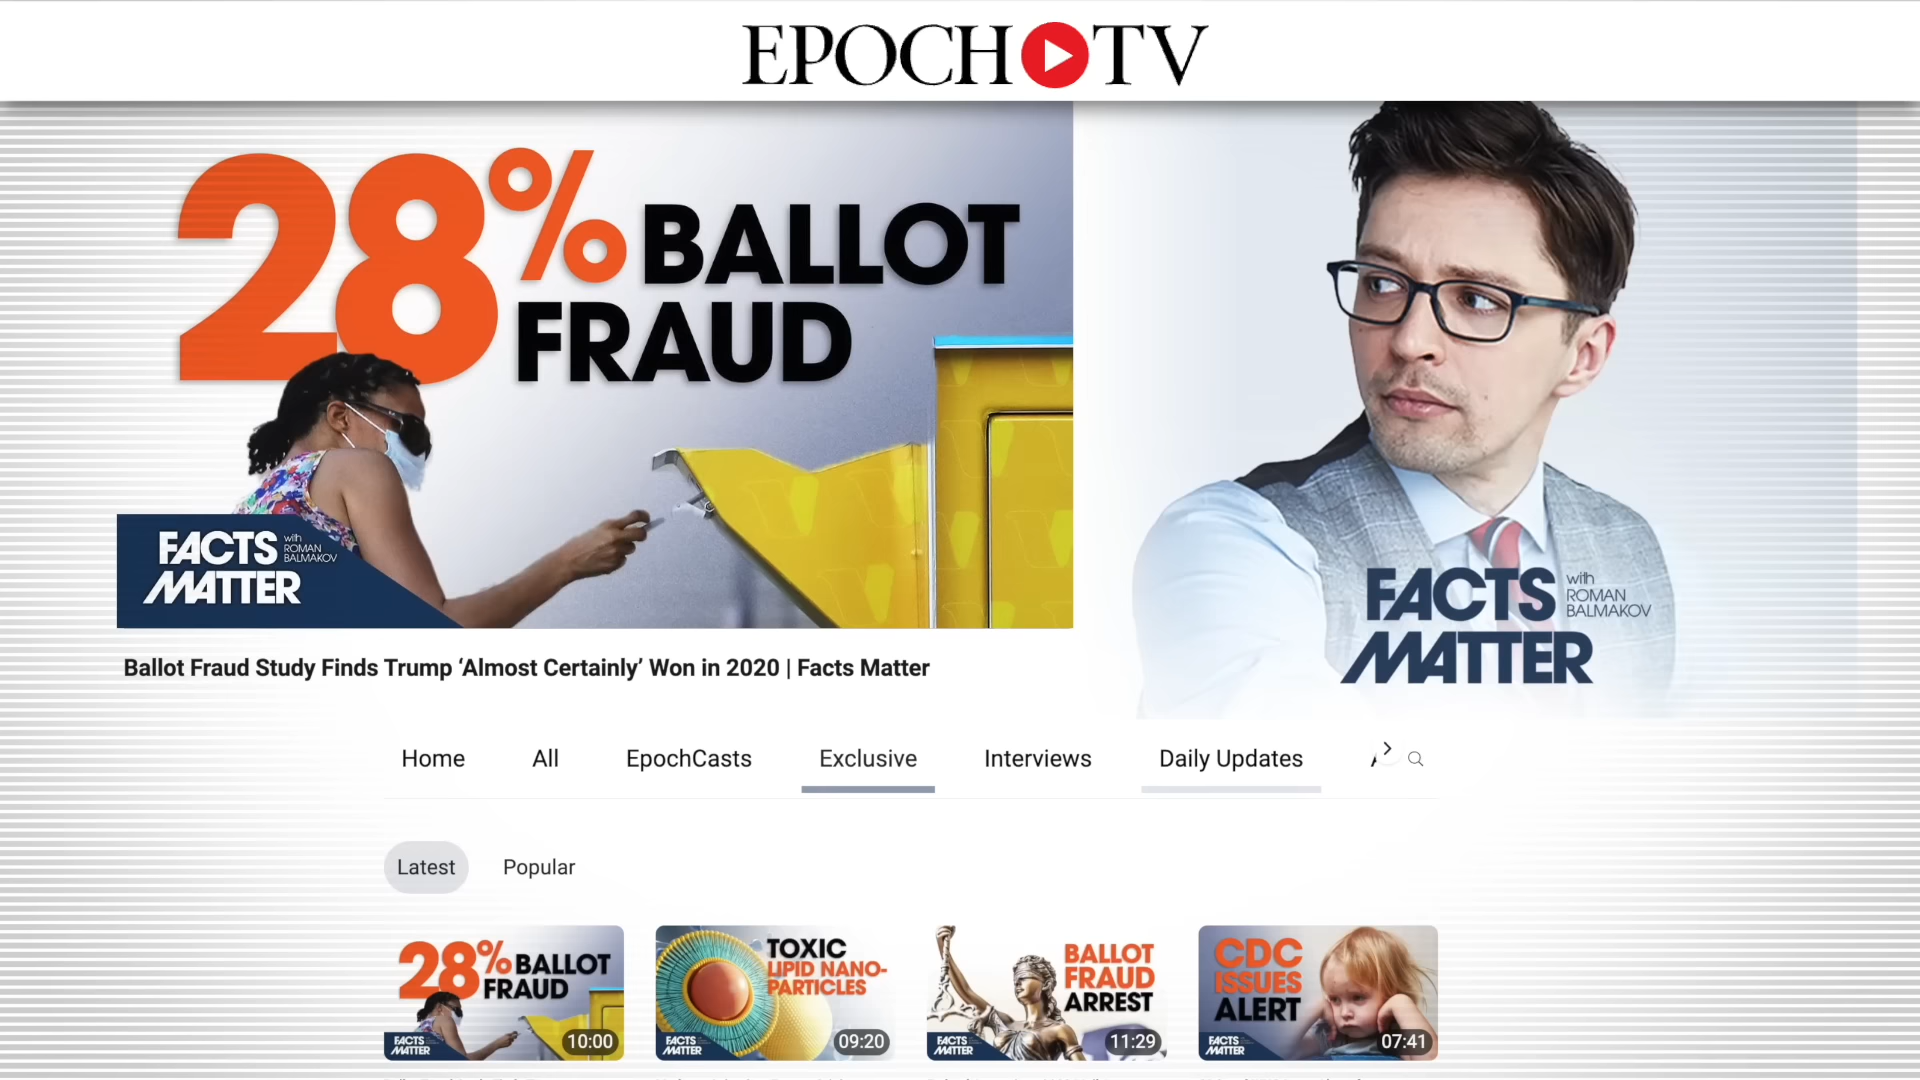 EPOCH TV
28% BALLOT
FRAUD
FACTS with ROMAN BALMAKOV
MATTER
FACTS with ROMAN BALMAKOV
MATTER
Ballot Fraud Study Finds Trump ‘Almost Certainly’ Won in 2020 | Facts Matter
Home All EpochCasts Exclusive Interviews Daily Updates
Latest Popular
28% BALLOT
FRAUD
FACTS
MATTER
10:00
TOXIC
LIPID NANO-
PARTICLES
FACTS
MATTER
09:20
BALLOT
FRAUD
ARREST
FACTS
MATTER
11:29
CDC
ISSUES
ALERT
FACTS
MATTER
07:41